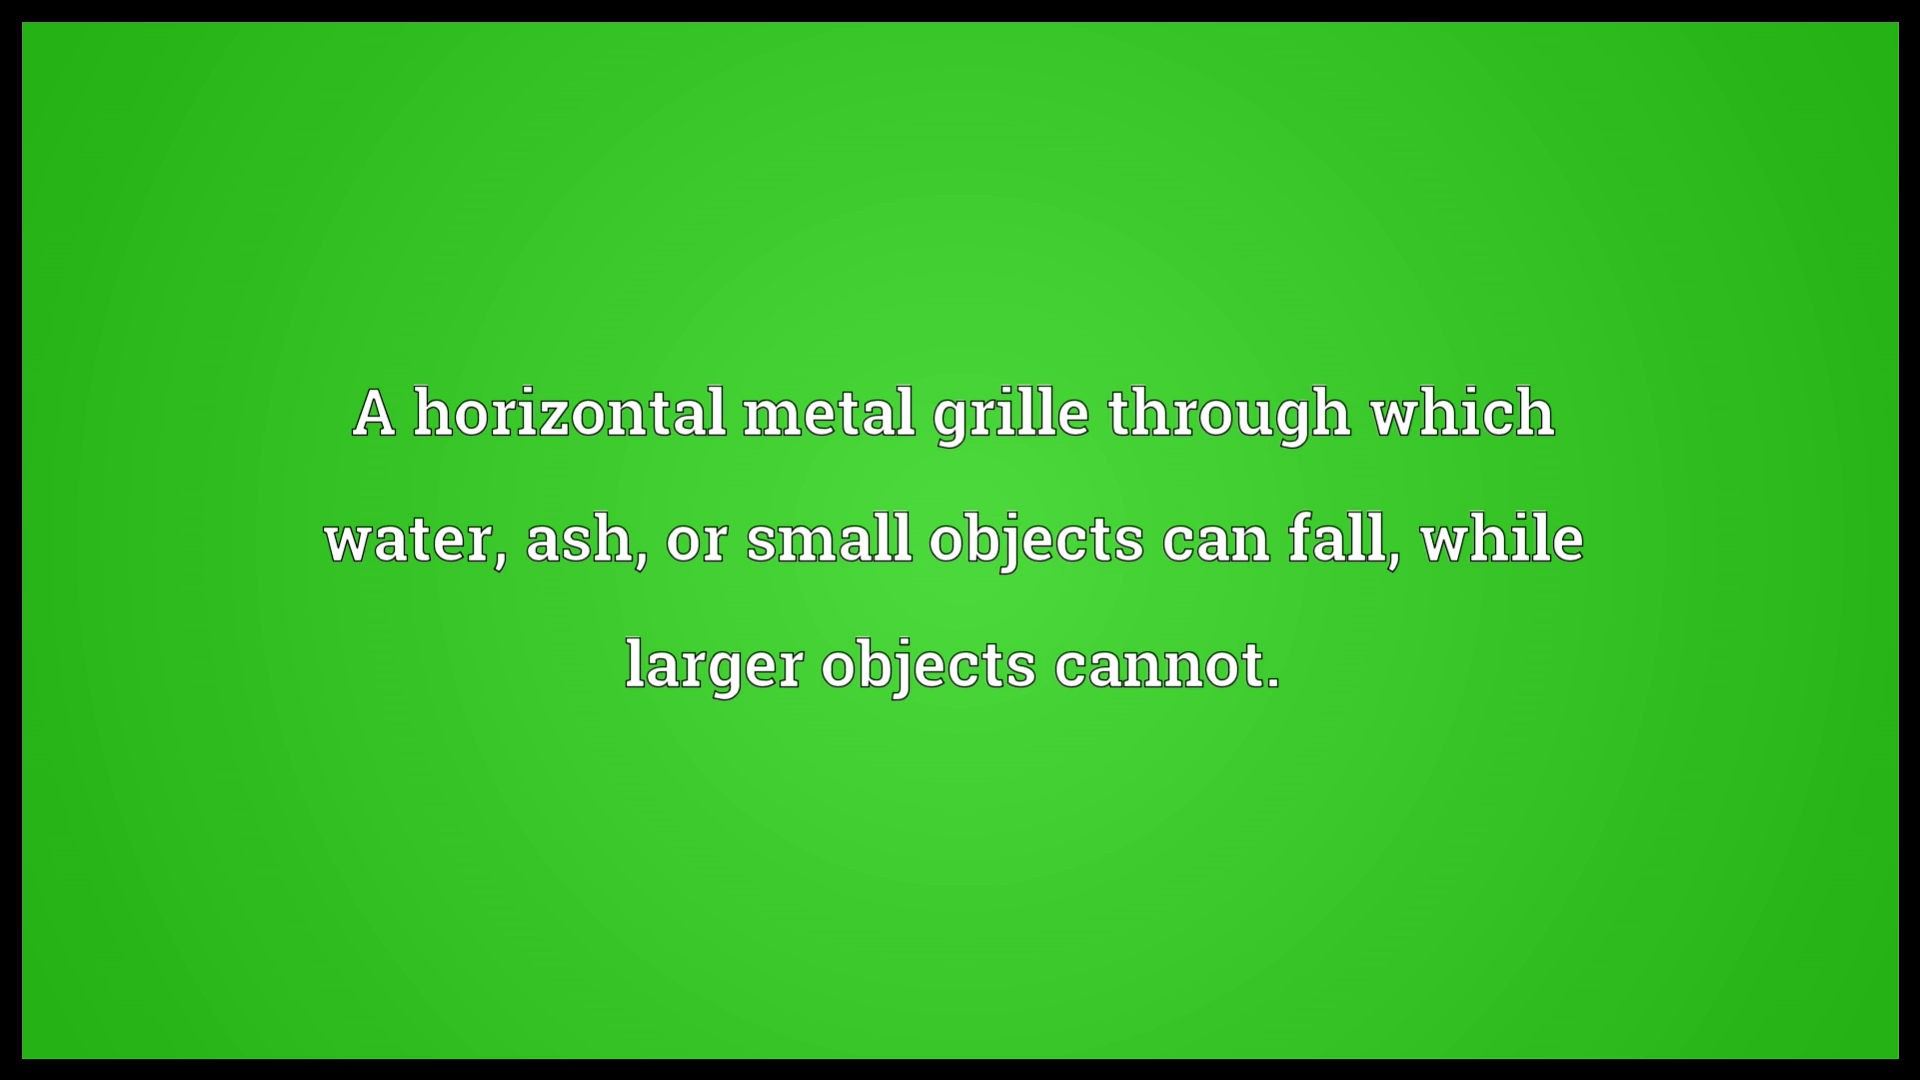 A horizontal metal grille through which
water, ash, or small objects can fall, while
larger objects cannot.